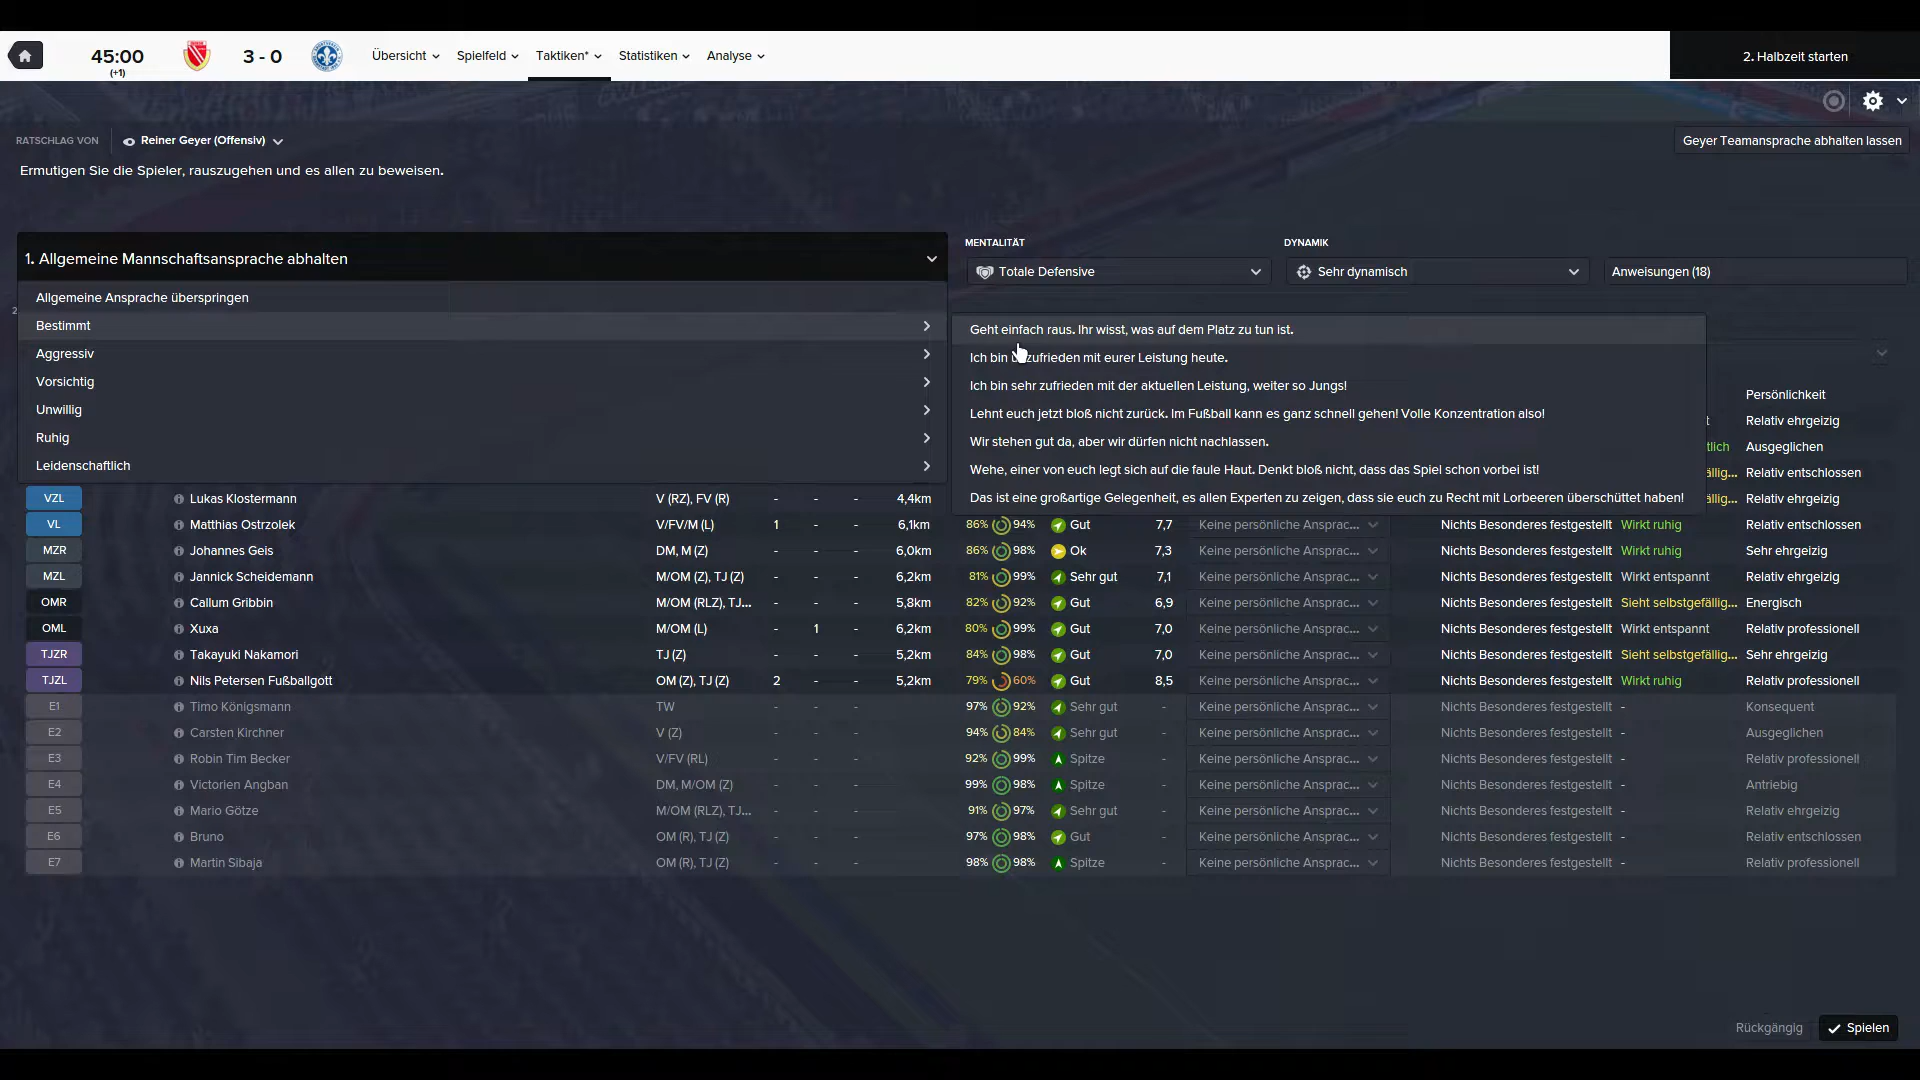 45:00
(+1)
3 - 0
Übersicht
Spielfeld
Taktiken*
Statistiken
Analyse
2. Halbzeit starten
RATSCHLAG VON
Reiner Geyer (Offensiv)
Geyer Teamansprache abhalten lassen
Ermutigen Sie die Spieler, rauszugehen und es allen zu beweisen.
1. Allgemeine Mannschaftsansprache abhalten
MENTALITÄT
Totale Defensive
DYNAMIK
Sehr dynamisch
Anweisungen (18)
Allgemeine Ansprache überspringen
Bestimmt
Aggressiv
Vorsichtig
Unwillig
Ruhig
Leidenschaftlich
Geht einfach raus. Ihr wisst, was auf dem Platz zu tun ist.
Ich bin unzufrieden mit eurer Leistung heute.
Ich bin sehr zufrieden mit der aktuellen Leistung, weiter so Jungs!
Lehnt euch jetzt bloß nicht zurück. Im Fußball kann es ganz schnell gehen! Volle Konzentration also!
Wir stehen gut da, aber wir dürfen nicht nachlassen.
Wehe, einer von euch legt sich auf die faule Haut. Denkt bloß nicht, dass das Spiel schon vorbei ist!
Das ist eine großartige Gelegenheit, es allen Experten zu zeigen, dass sie euch zu Recht mit Lorbeeren überschüttet haben!
Persönlichkeit
Relativ ehrgeizig
Ausgeglichen
Relativ entschlossen
VZL Lukas Klostermann V (RZ), FV (R) - - - 4,4km Relativ ehrgeizig
VL Matthias Ostrzolek V/FV/M (L) 1 - - 6,1km 86% 94% Gut 7,7 Keine persönliche Ansprac... Nichts Besonderes festgestellt Wirkt ruhig Relativ entschlossen
MZR Johannes Geis DM, M (Z) - - - 6,0km 86% 98% Ok 7,3 Keine persönliche Ansprac... Nichts Besonderes festgestellt Wirkt ruhig Sehr ehrgeizig
MZL Jannick Scheidemann M/OM (Z), TJ (Z) - - - 6,2km 81% 99% Sehr gut 7,1 Keine persönliche Ansprac... Nichts Besonderes festgestellt Wirkt entspannt Relativ ehrgeizig
OMR Callum Gribbin M/OM (RLZ), TJ... - - - 5,8km 82% 92% Gut 6,9 Keine persönliche Ansprac... Nichts Besonderes festgestellt Sieht selbstgefällig... Energisch
OML Xuxa M/OM (L) - 1 - 6,2km 80% 99% Gut 7,0 Keine persönliche Ansprac... Nichts Besonderes festgestellt Wirkt entspannt Relativ professionell
TJZR Takayuki Nakamori TJ (Z) - - - 5,2km 84% 98% Gut 7,0 Keine persönliche Ansprac... Nichts Besonderes festgestellt Sieht selbstgefällig... Sehr ehrgeizig
TJZL Nils Petersen Fußballgott OM (Z), TJ (Z) 2 - - 5,2km 79% 60% Gut 8,5 Keine persönliche Ansprac... Nichts Besonderes festgestellt Wirkt ruhig Relativ professionell
E1 Timo Königsmann TW - - - 97% 92% Sehr gut - Keine persönliche Ansprac... Nichts Besonderes festgestellt - Konsequent
E2 Carsten Kirchner V (Z) - - - 94% 84% Sehr gut - Keine persönliche Ansprac... Nichts Besonderes festgestellt - Ausgeglichen
E3 Robin Tim Becker V/FV (RL) - - - 92% 99% Spitze - Keine persönliche Ansprac... Nichts Besonderes festgestellt - Relativ professionell
E4 Victorien Angban DM, M/OM (Z) - - - 99% 98% Spitze - Keine persönliche Ansprac... Nichts Besonderes festgestellt - Antriebig
E5 Mario Götze M/OM (RLZ), TJ... - - - 91% 97% Sehr gut - Keine persönliche Ansprac... Nichts Besonderes festgestellt - Relativ ehrgeizig
E6 Bruno OM (R), TJ (Z) - - - 97% 98% Gut - Keine persönliche Ansprac... Nichts Besonderes festgestellt - Relativ entschlossen
E7 Martin Sibaja OM (R), TJ (Z) - - - 98% 98% Spitze - Keine persönliche Ansprac... Nichts Besonderes festgestellt - Relativ professionell
Rückgängig
Spielen